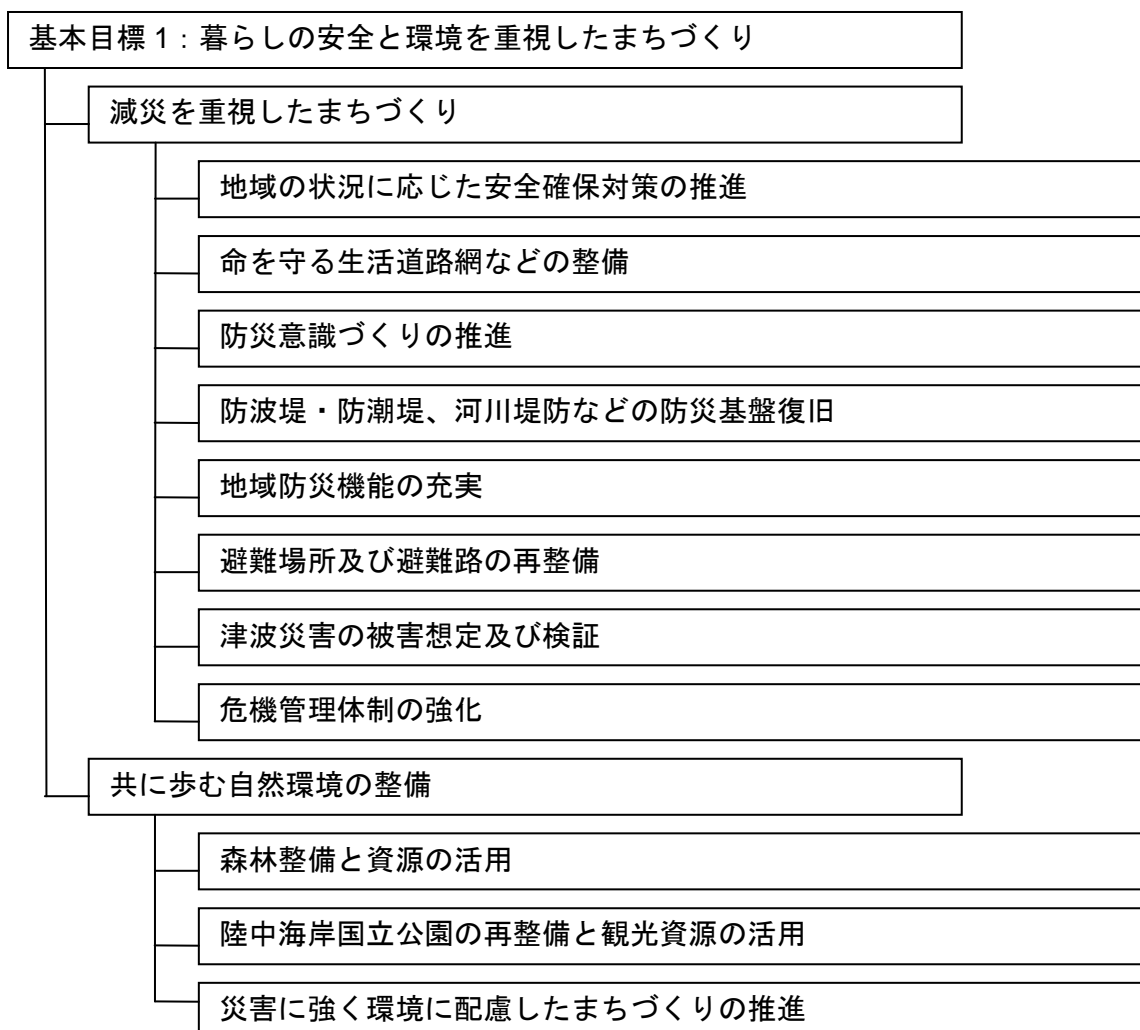 基本目標1：暮らしの安全と環境を重視したまちづくり
減災を重視したまちづくり
地域の状況に応じた安全確保対策の推進
命を守る生活道路網などの整備
防災意識づくりの推進
防波堤・防潮堤、河川堤防などの防災基盤復旧
地域防災機能の充実
避難場所及び避難路の再整備
津波災害の被害想定及び検証
危機管理体制の強化
共に歩む自然環境の整備
森林整備と資源の活用
陸中海岸国立公園の再整備と観光資源の活用
災害に強く環境に配慮したまちづくりの推進